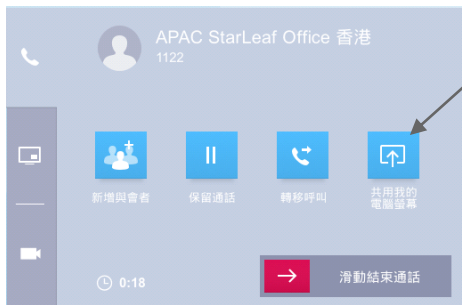 APAC StarLeaf Office 香港
1122
新增與會者
保留通話
轉移呼叫
共用我的
電腦螢幕
0:18
滑動結束通話